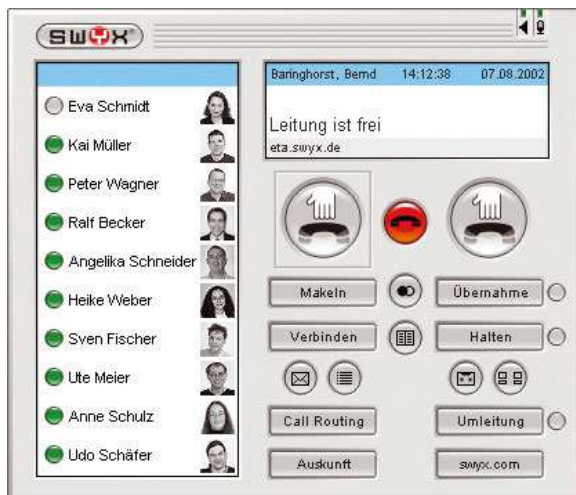 swyx
Eva Schmidt
Kai Müller
Peter Wagner
Ralf Becker
Angelika Schneider
Heike Weber
Sven Fischer
Ute Meier
Anne Schulz
Udo Schäfer
Baringhorst, Bernd 14:12:38 07.08.2002
Leitung ist frei
eta.swyx.de
Makeln Übernahme
Verbinden Halten
Call Routing Umleitung
Auskunft swyx.com